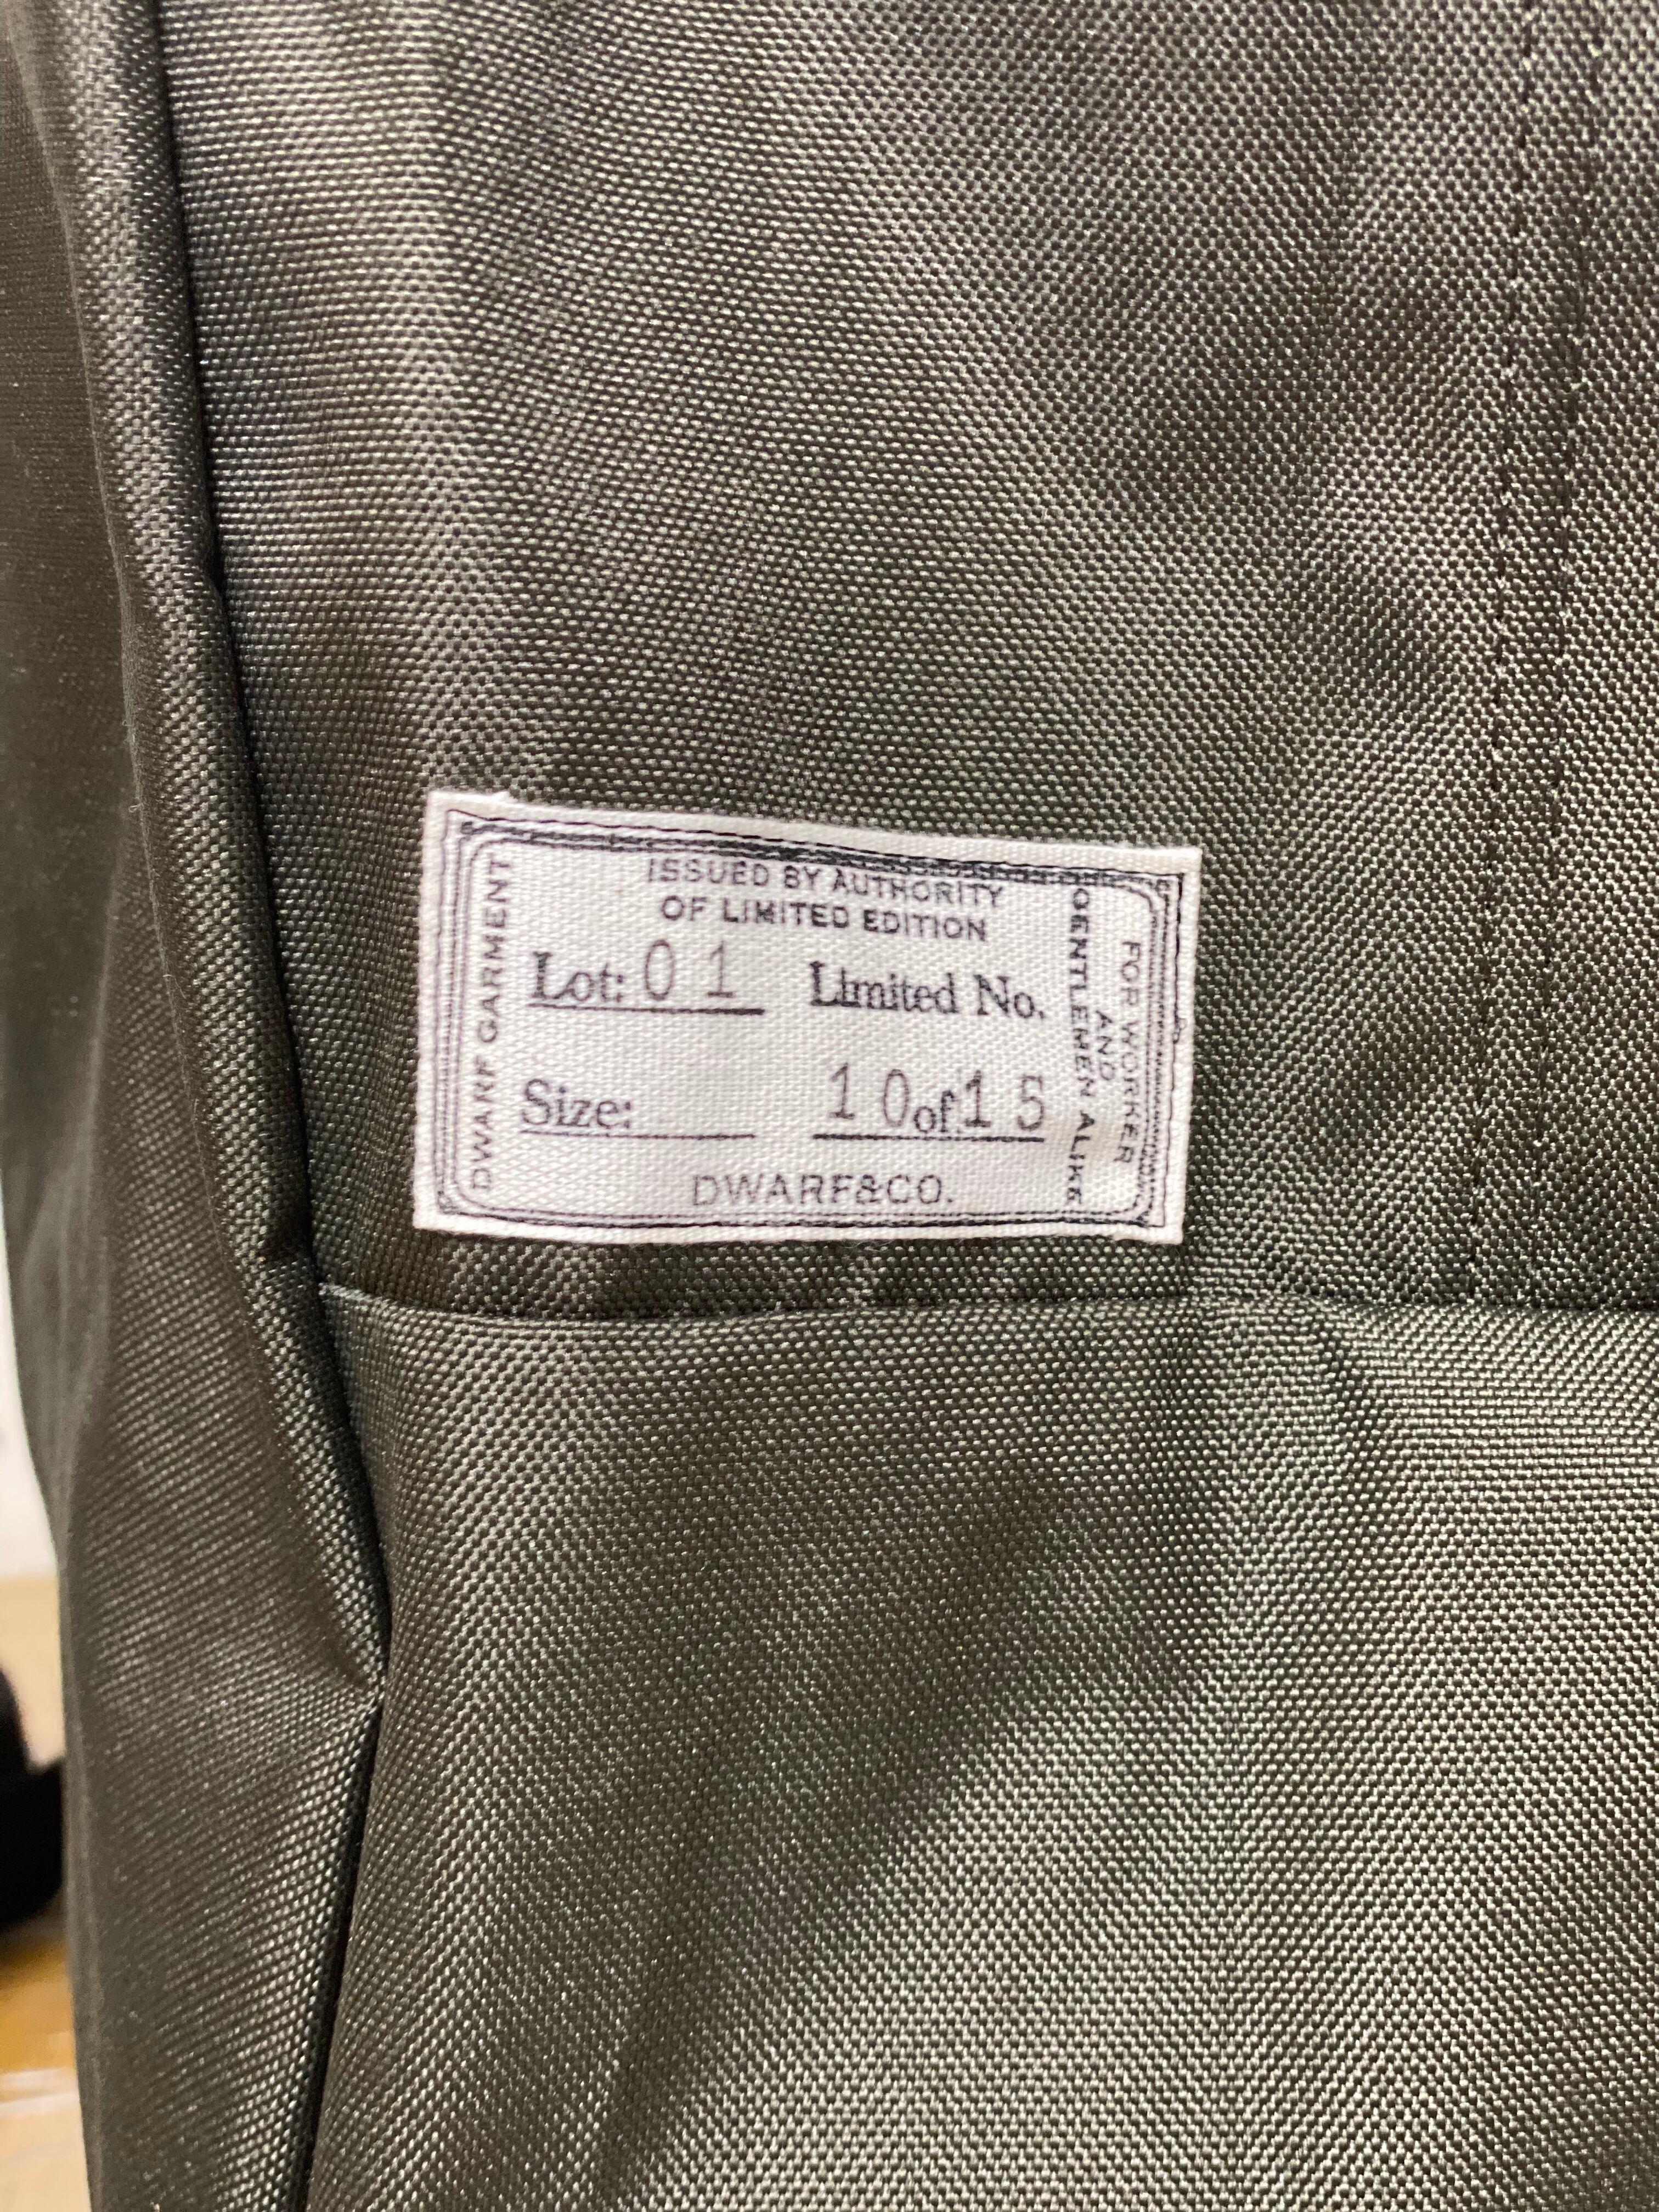 ISSUED BY AUTHORITY
OF LIMITED EDITION
Lot: 01
Limited No.
Size:
10 of 15
DWARF&CO.
DWARF GARMENT
FOR WORKER
AND
GENTLEMEN ALIKE